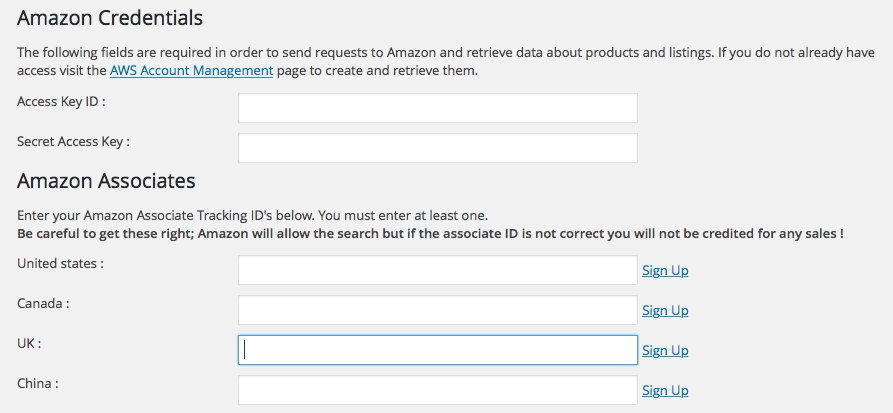 Amazon Credentials
The following fields are required in order to send requests to Amazon and retrieve data about products and listings. If you do not already have
access visit the AWS Account Management page to create and retrieve them.
Access Key ID :
Secret Access Key :
Amazon Associates
Enter your Amazon Associate Tracking ID's below. You must enter at least one.
Be careful to get these right; Amazon will allow the search but if the associate ID is not correct you will not be credited for any sales !
United states : Sign Up
Canada : Sign Up
UK : Sign Up
China : Sign Up